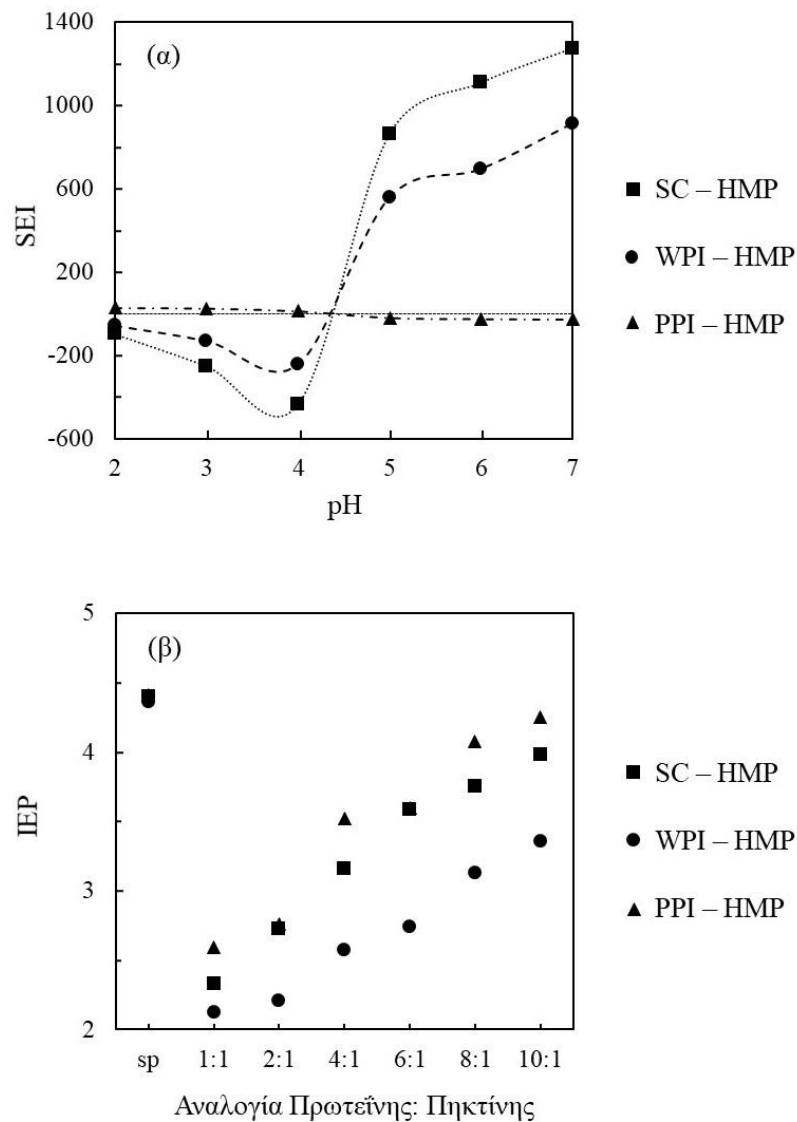 (α)
1400
1000
600
200
-200
-600
SEI
2 3 4 5 6 7
pH
SC – HMP
WPI – HMP
PPI – HMP
(β)
5
4
3
2
IEP
sp 1:1 2:1 4:1 6:1 8:1 10:1
Αναλογία Πρωτεΐνης: Πηκτίνης
SC – HMP
WPI – HMP
PPI – HMP